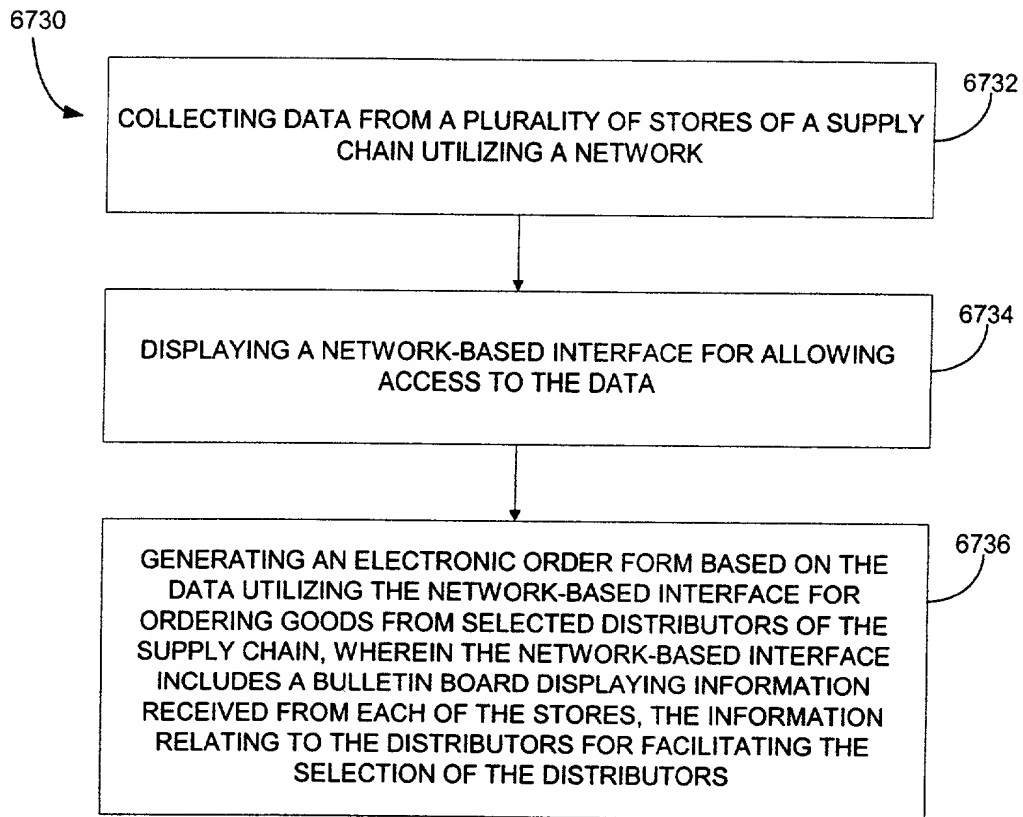 6730
6732
COLLECTING DATA FROM A PLURALITY OF STORES OF A SUPPLY
CHAIN UTILIZING A NETWORK
6734
DISPLAYING A NETWORK-BASED INTERFACE FOR ALLOWING
ACCESS TO THE DATA
6736
GENERATING AN ELECTRONIC ORDER FORM BASED ON THE
DATA UTILIZING THE NETWORK-BASED INTERFACE FOR
ORDERING GOODS FROM SELECTED DISTRIBUTORS OF THE
SUPPLY CHAIN, WHEREIN THE NETWORK-BASED INTERFACE
INCLUDES A BULLETIN BOARD DISPLAYING INFORMATION
RECEIVED FROM EACH OF THE STORES, THE INFORMATION
RELATING TO THE DISTRIBUTORS FOR FACILITATING THE
SELECTION OF THE DISTRIBUTORS